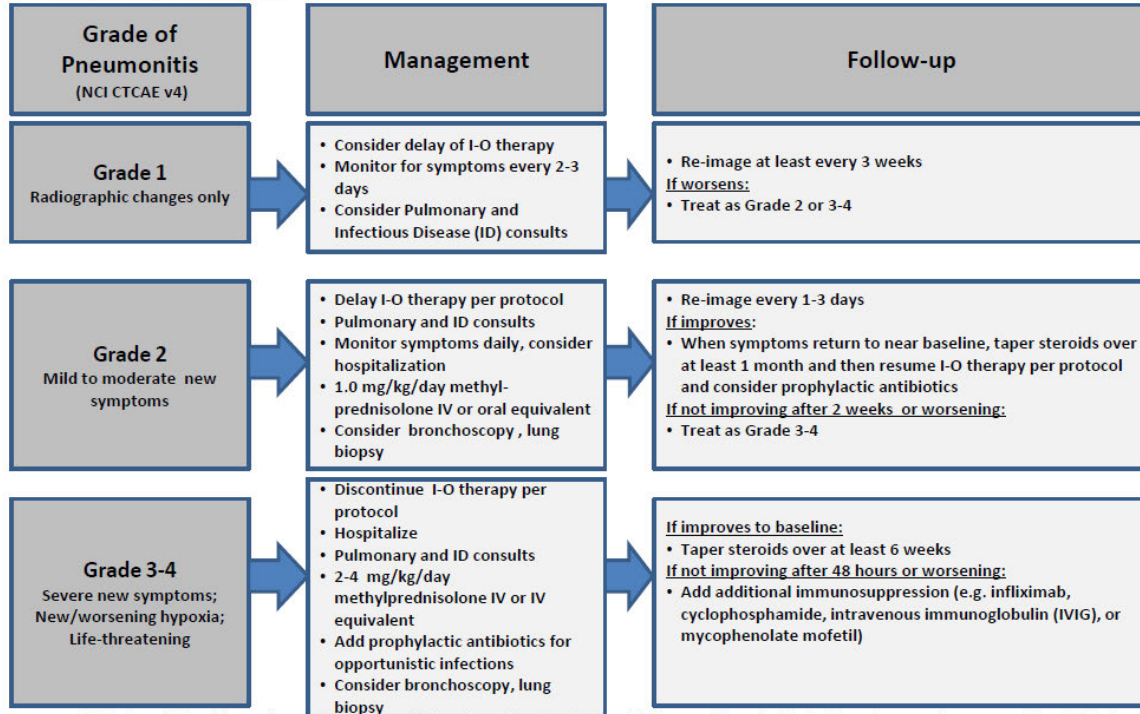 Grade of
Pneumonitis
(NCI CTCAE v4)
Management
Follow-up
Grade 1
Radiographic changes only
• Consider delay of I-O therapy
• Monitor for symptoms every 2-3
days
• Consider Pulmonary and
Infectious Disease (ID) consults
• Re-image at least every 3 weeks
If worsens:
• Treat as Grade 2 or 3-4
Grade 2
Mild to moderate new
symptoms
• Delay I-O therapy per protocol
• Pulmonary and ID consults
• Monitor symptoms daily, consider
hospitalization
• 1.0 mg/kg/day methyl-
prednisolone IV or oral equivalent
• Consider bronchoscopy , lung
biopsy
• Re-image every 1-3 days
If improves:
• When symptoms return to near baseline, taper steroids over
at least 1 month and then resume I-O therapy per protocol
and consider prophylactic antibiotics
If not improving after 2 weeks or worsening:
• Treat as Grade 3-4
Grade 3-4
Severe new symptoms;
New/worsening hypoxia;
Life-threatening
• Discontinue I-O therapy per
protocol
• Hospitalize
• Pulmonary and ID consults
• 2-4 mg/kg/day
methylprednisolone IV or IV
equivalent
• Add prophylactic antibiotics for
opportunistic infections
• Consider bronchoscopy, lung
biopsy
If improves to baseline:
• Taper steroids over at least 6 weeks
If not improving after 48 hours or worsening:
• Add additional immunosuppression (e.g. infliximab,
cyclophosphamide, intravenous immunoglobulin (IVIG), or
mycophenolate mofetil)